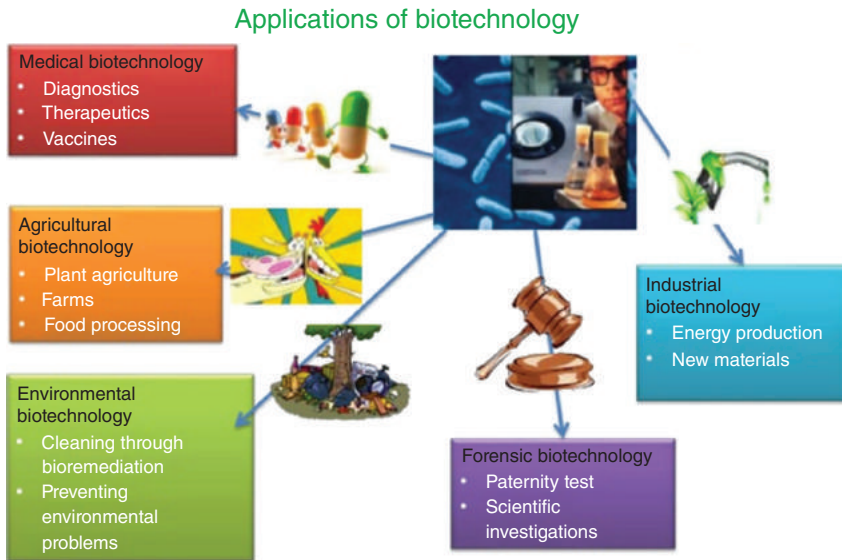 Applications of biotechnology
Medical biotechnology
• Diagnostics
• Therapeutics
• Vaccines
Agricultural
biotechnology
• Plant agriculture
• Farms
• Food processing
Environmental
biotechnology
• Cleaning through
bioremediation
• Preventing
environmental
problems
Forensic biotechnology
• Paternity test
• Scientific
investigations
Industrial
biotechnology
• Energy production
• New materials